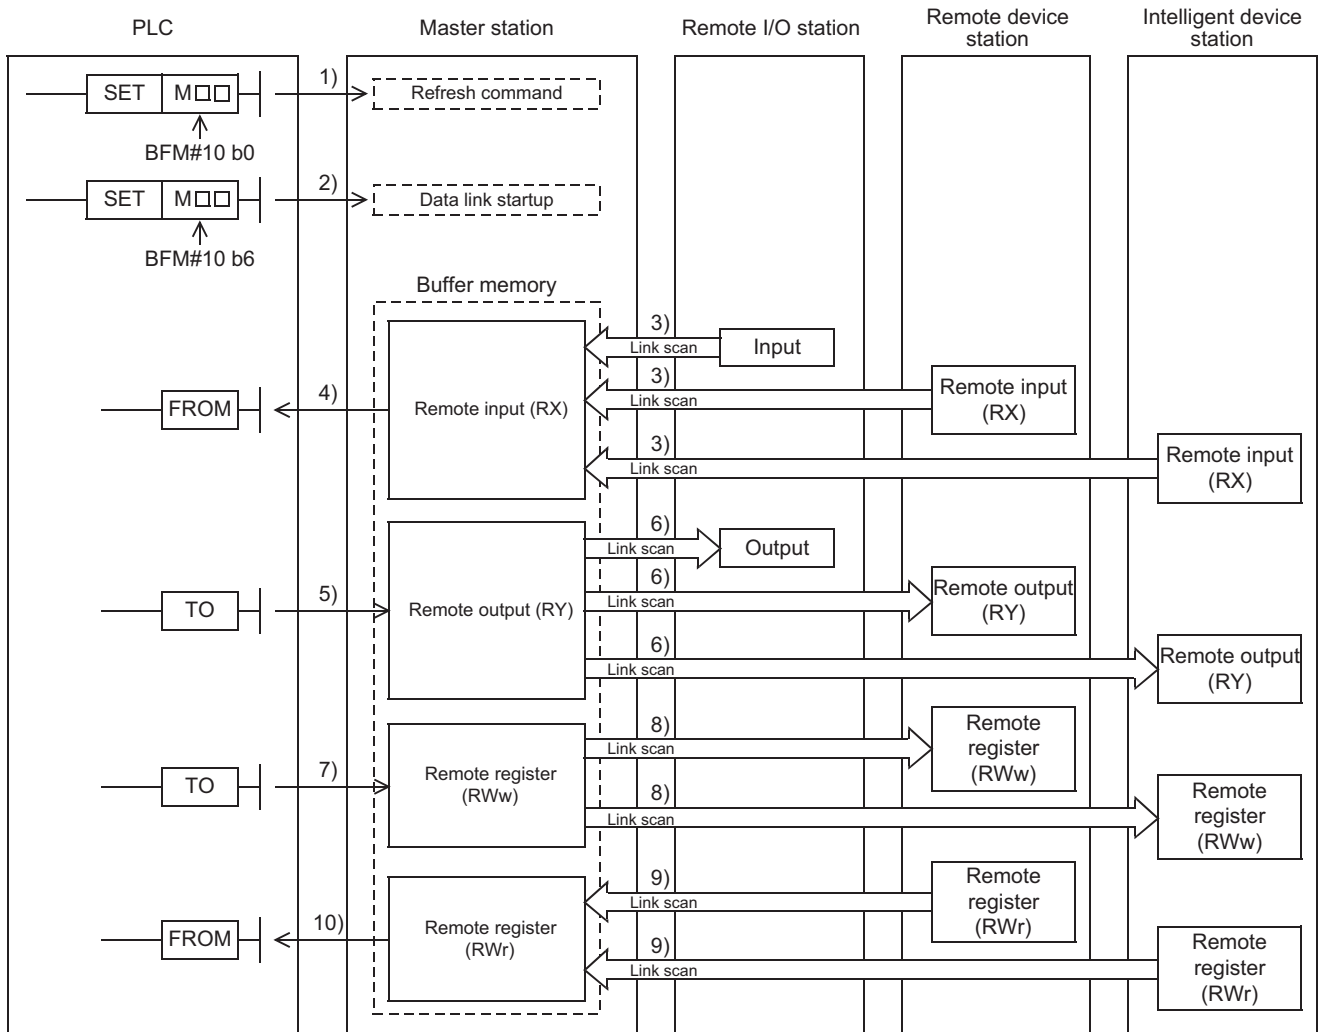 PLC
Master station
Remote I/O station
Remote device
station
Intelligent device
station
SET M□□
1)
Refresh command
BFM#10 b0
SET M□□
2)
Data link startup
BFM#10 b6
Buffer memory
3)
Link scan
Input
3)
Link scan
Remote input
(RX)
FROM
4)
Remote input (RX)
3)
Link scan
Remote input
(RX)
6)
Link scan
Output
6)
Link scan
Remote output
(RY)
TO
5)
Remote output (RY)
6)
Link scan
Remote output
(RY)
8)
Link scan
Remote
register
(RWw)
TO
7)
Remote register
(RWw)
8)
Link scan
Remote
register
(RWw)
9)
Link scan
Remote
register
(RWr)
FROM
10)
Remote register
(RWr)
9)
Link scan
Remote
register
(RWr)